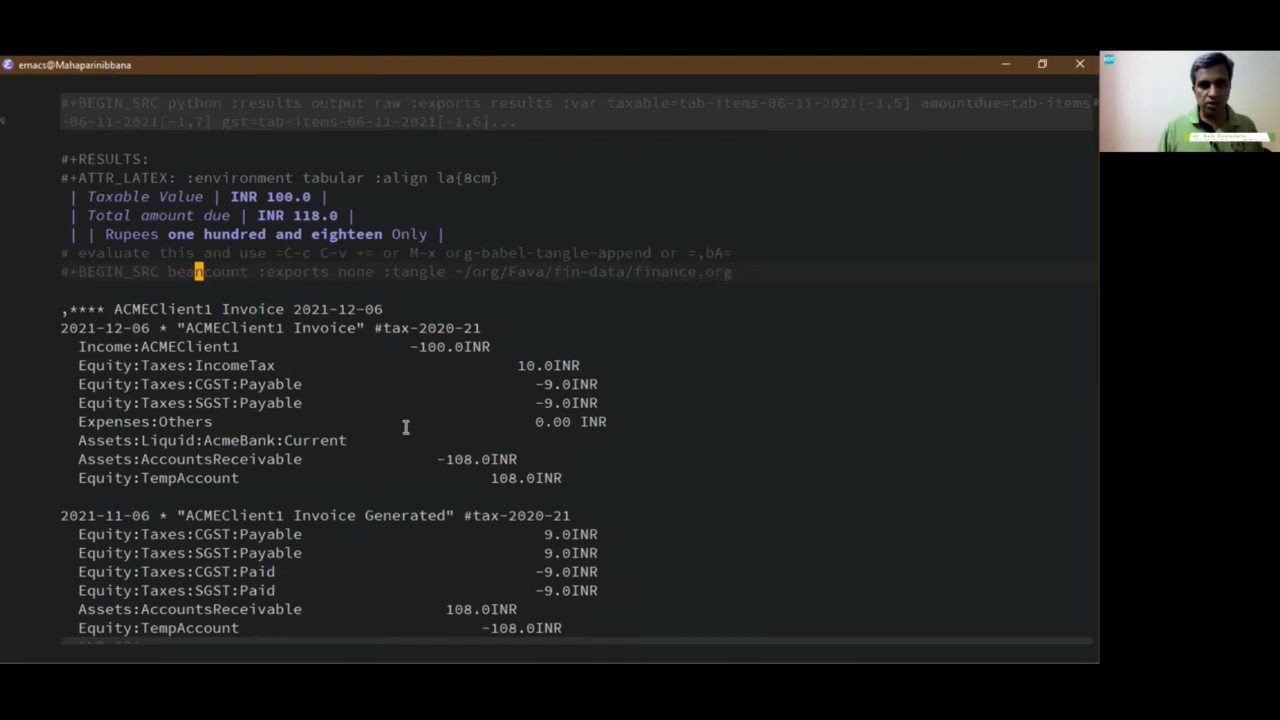 emacs@Mahaparinibbana
#+BEGIN_SRC python :results output raw :exports results :var taxable=tab-items-06-11-2021[-1,5] amountdue=tab-items
-06-11-2021[-1,7] gst=tab-items-06-11-2021[-1,6]...
#+RESULTS:
#+ATTR_LATEX: :environment tabular :align la{8cm}
| Taxable Value | INR 100.0 |
| Total amount due | INR 118.0 |
| | Rupees one hundred and eighteen Only |
# evaluate this and use =C-c C-v += or M-x org-babel-tangle-append or =,bA=
#+BEGIN_SRC beancount :exports none :tangle ~/org/Fava/fin-data/finance.org
,**** ACMEClient1 Invoice 2021-12-06
2021-12-06 * "ACMEClient1 Invoice" #tax-2020-21
Income:ACMEClient1 -100.0INR
Equity:Taxes:IncomeTax 10.0INR
Equity:Taxes:CGST:Payable -9.0INR
Equity:Taxes:SGST:Payable -9.0INR
Expenses:Others 0.00 INR
Assets:Liquid:AcmeBank:Current
Assets:AccountsReceivable -108.0INR
Equity:TempAccount 108.0INR
2021-11-06 * "ACMEClient1 Invoice Generated" #tax-2020-21
Equity:Taxes:CGST:Payable 9.0INR
Equity:Taxes:SGST:Payable 9.0INR
Equity:Taxes:CGST:Paid -9.0INR
Equity:Taxes:SGST:Paid -9.0INR
Assets:AccountsReceivable 108.0INR
Equity:TempAccount -108.0INR